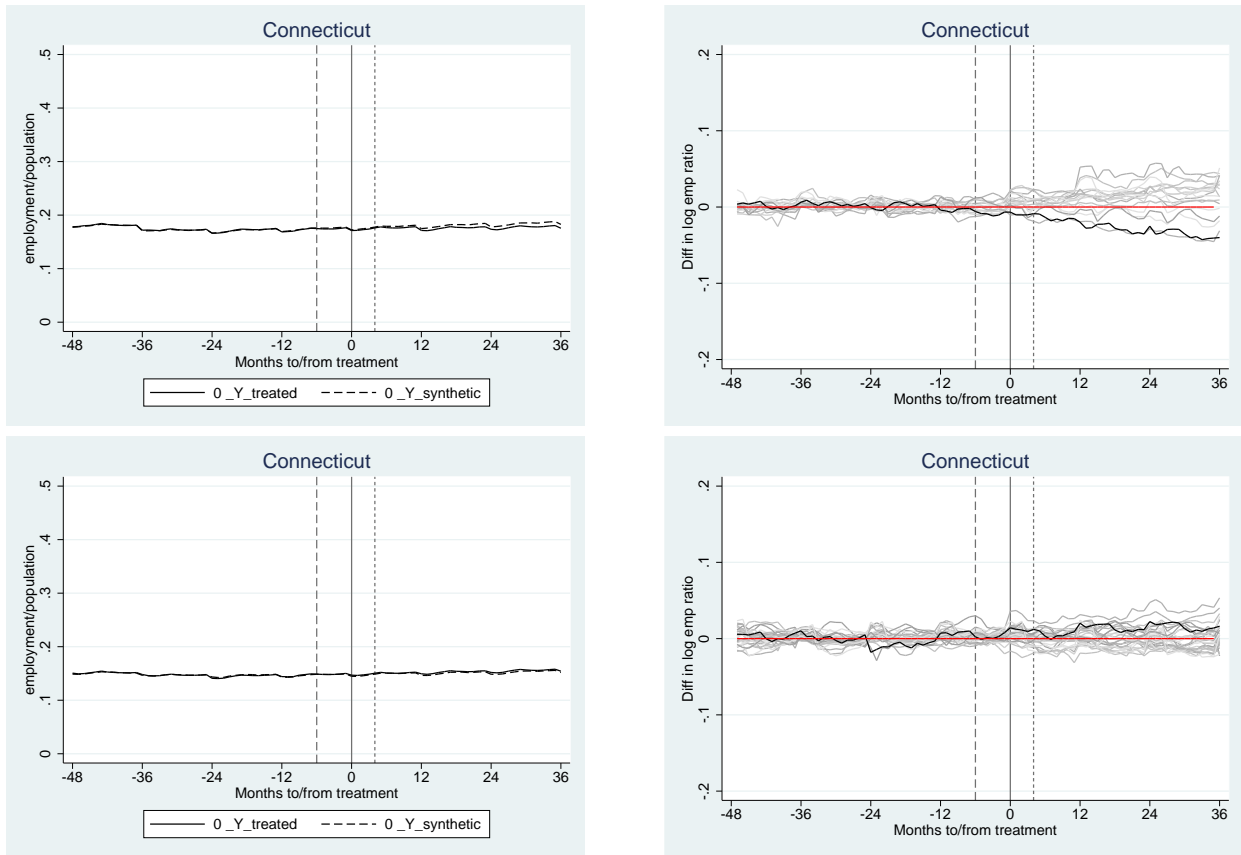 Connecticut
employment/population
.5
.4
.3
.2
.1
0
-48 -36 -24 -12 0 12 24 36
Months to/from treatment
0 _Y_treated 0 _Y_synthetic
Connecticut
Diff in log emp ratio
.2
.1
0
-.1
-.2
-48 -36 -24 -12 0 12 24 36
Months to/from treatment
Connecticut
employment/population
.5
.4
.3
.2
.1
0
-48 -36 -24 -12 0 12 24 36
Months to/from treatment
0 _Y_treated 0 _Y_synthetic
Connecticut
Diff in log emp ratio
.2
.1
0
-.1
-.2
-48 -36 -24 -12 0 12 24 36
Months to/from treatment